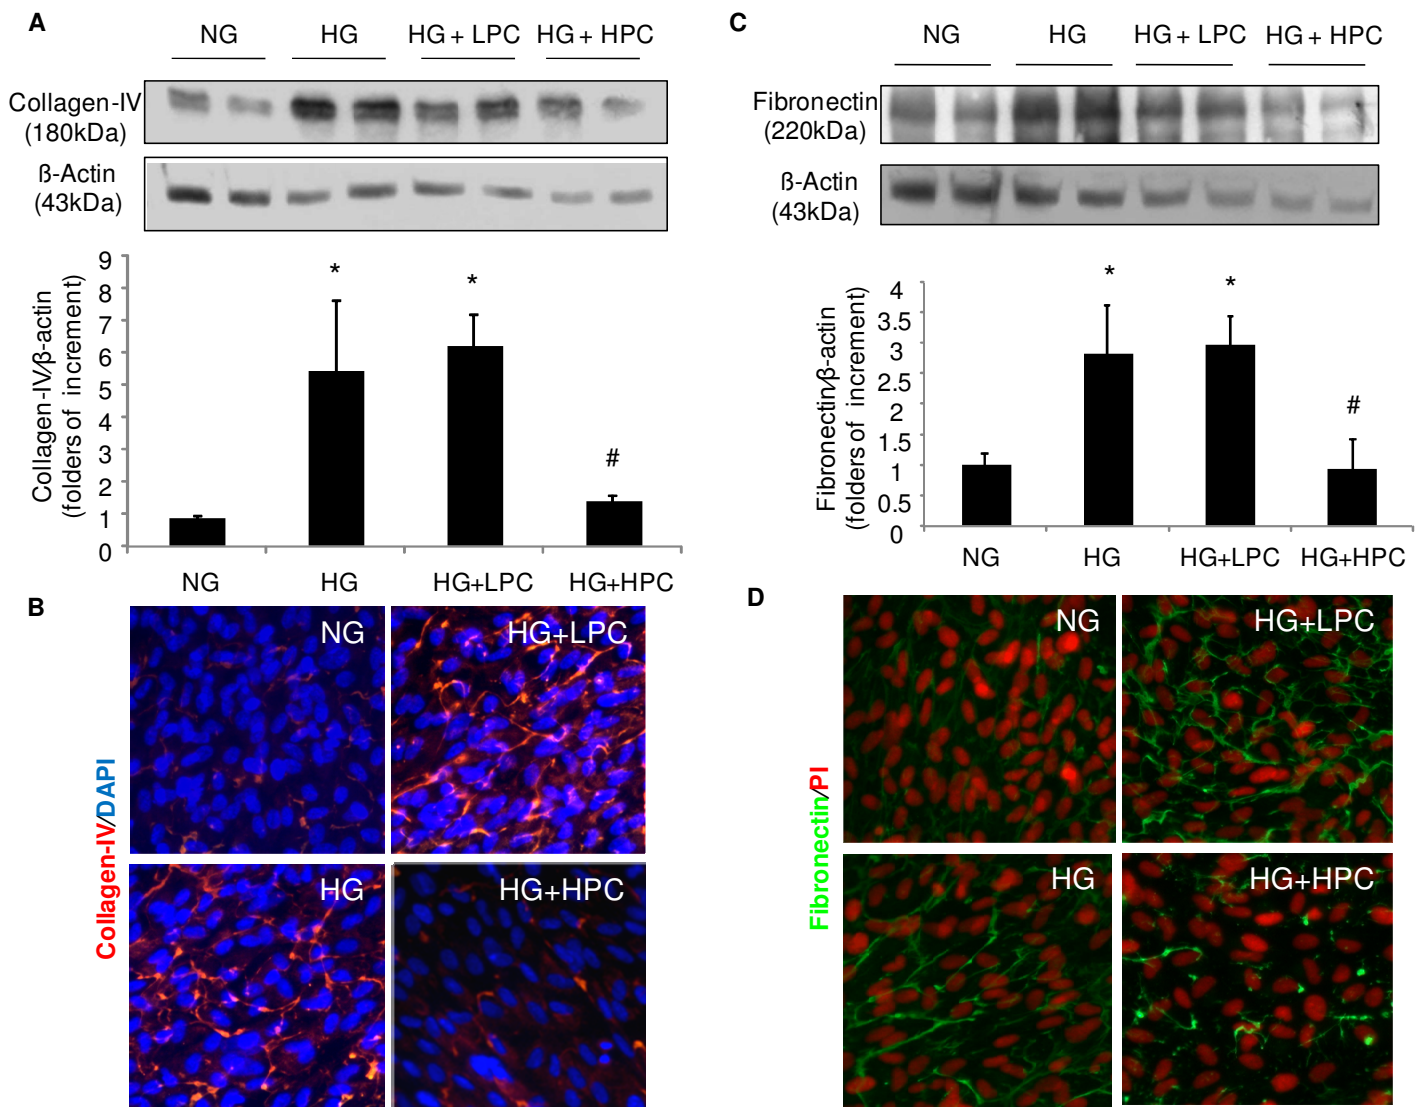 A
NG HG HG + LPC HG + HPC
Collagen-IV
(180kDa)
ß-Actin
(43kDa)
Collagen-IV/β-actin
(folders of increment)
9
8
7
6
5
4
3
2
1
0
*
*
#
NG HG HG+LPC HG+HPC
B
Collagen-IV/DAPI
NG
HG+LPC
HG
HG+HPC
C
NG HG HG + LPC HG + HPC
Fibronectin
(220kDa)
ß-Actin
(43kDa)
Fibronectin/β-actin
(folders of increment)
4
3.5
3
2.5
2
1.5
1
0.5
0
*
*
#
NG HG HG+LPC HG+HPC
D
Fibronectin/PI
NG
HG+LPC
HG
HG+HPC